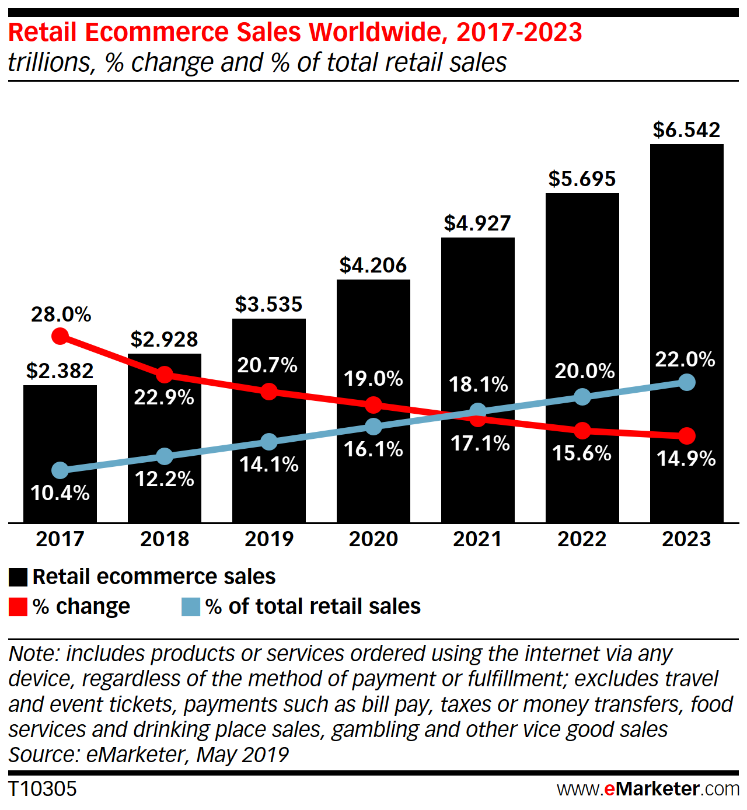 Retail Ecommerce Sales Worldwide, 2017-2023
trillions, % change and % of total retail sales
$6.542
$5.695
$4.927
$4.206
$3.535
28.0%
$2.928
$2.382
20.7%
19.0%
18.1%
20.0%
22.0%
22.9%
10.4%
12.2%
14.1%
16.1%
17.1%
15.6%
14.9%
2017 2018 2019 2020 2021 2022 2023
Retail ecommerce sales
% change % of total retail sales
Note: includes products or services ordered using the internet via any
device, regardless of the method of payment or fulfillment; excludes travel
and event tickets, payments such as bill pay, taxes or money transfers, food
services and drinking place sales, gambling and other vice good sales
Source: eMarketer, May 2019
T10305 www.eMarketer.com